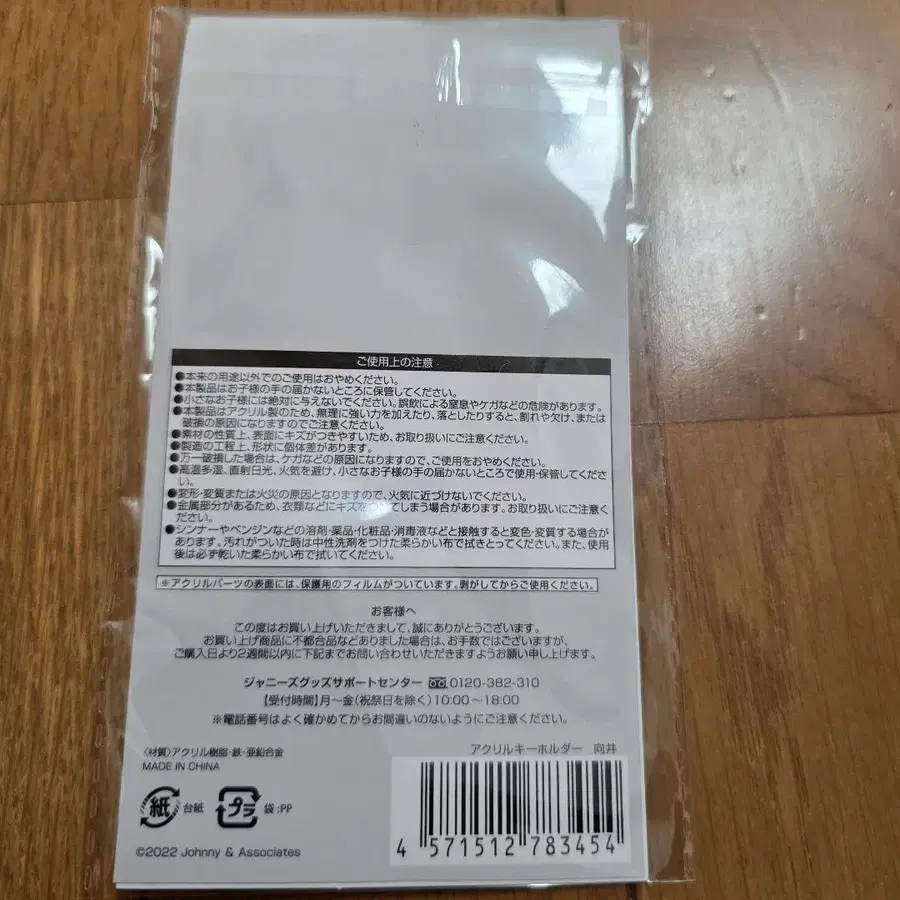 ご使用上の注意
●本来の用途以外でのご使用はおやめください。
●本製品はお子様の手の届かないところに保管してください。
●小さなお子様には絶対に与えないでください。誤飲による窒息やケガなどの危険があります。
●本製品はアクリル製のため、無理に強い力を加えたり、落としたりすると、割れや欠け、または
破損の原因になりますのでご注意ください。
●素材の性質上、表面にキズがつきやすいため、お取り扱いにご注意ください。
●製造の工程上、形状に個体差があります。
●万一破損した場合は、ケガなどの原因になりますので、ご使用をおやめください。
●高温多湿、直射日光、火気を避け、小さなお子様の手の届かないところで使用・保管してくださ
い。
●変形・変質または火災の原因となりますので、火気に近づけないでください。
●金属部分があるため、衣類などにキズをつけてしまう場合があります。お取り扱いにご注意く
ださい。
●シンナーやベンジンなどの溶剤・薬品・化粧品・消毒液などと接触すると変色・変質する場合が
あります。汚れがついた時は中性洗剤をつけた柔らかい布で拭きとってください。また、使用
後は必ず乾いた柔らかい布で拭いてください。
※アクリルパーツの表面には、保護用のフィルムがついています。剥がしてからご使用ください。
お客様へ
この度はお買い上げいただきまして、誠にありがとうございます。
お買い上げ商品に不都合品などありました場合は、お手数ではございますが、
ご購入日より2週間以内に下記までお問い合わせいただきますようお願い申し上げます。
ジャニーズグッズサポートセンター 0120-382-310
【受付時間】月〜金(祝祭日を除く)10:00〜18:00
※電話番号はよく確かめてからお間違いのないようにご注意ください。
〈材質〉アクリル樹脂・鉄・亜鉛合金
MADE IN CHINA
アクリルキーホルダー 向井
紙 台紙 プラ 袋:PP
4 571512 783454
©2022 Johnny & Associates